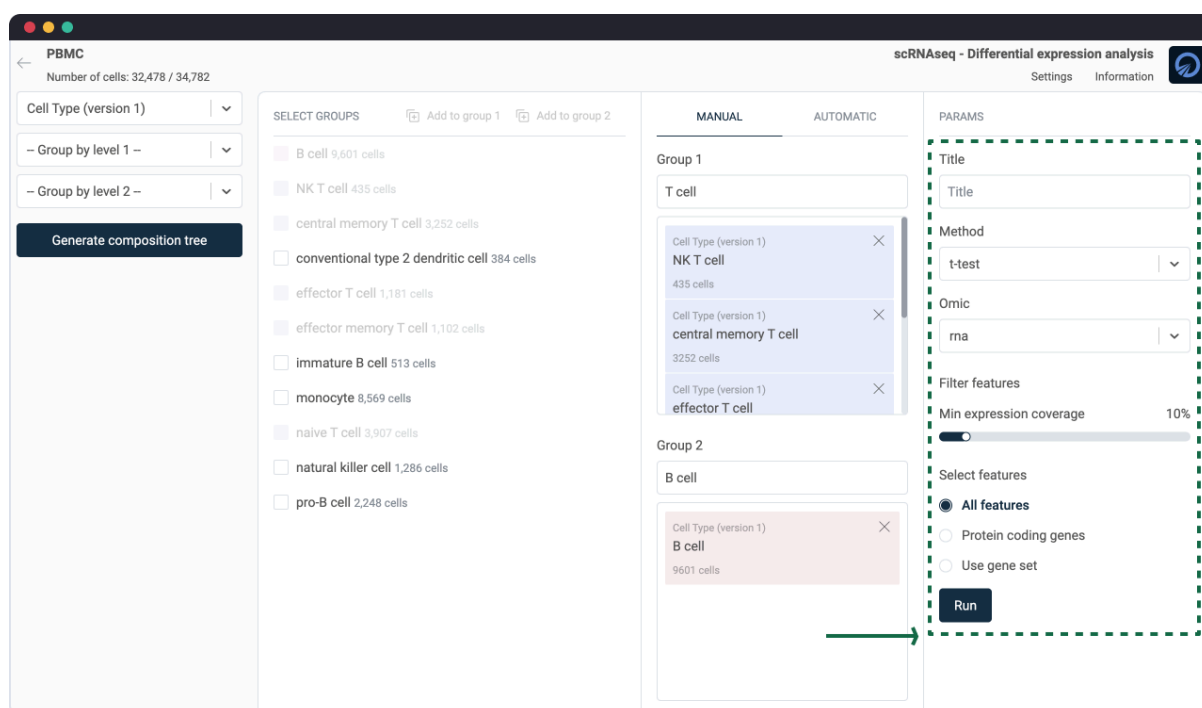 PBMC
Number of cells: 32,478 / 34,782
scRNAseq - Differential expression analysis
Settings Information
Cell Type (version 1)
– Group by level 1 –
– Group by level 2 –
Generate composition tree
SELECT GROUPS Add to group 1 Add to group 2
B cell 9,601 cells
NK T cell 435 cells
central memory T cell 3,252 cells
conventional type 2 dendritic cell 384 cells
effector T cell 1,181 cells
effector memory T cell 1,102 cells
immature B cell 513 cells
monocyte 8,569 cells
naive T cell 3,907 cells
natural killer cell 1,286 cells
pro-B cell 2,248 cells
MANUAL AUTOMATIC
Group 1
T cell
Cell Type (version 1)
NK T cell
435 cells
Cell Type (version 1)
central memory T cell
3252 cells
Cell Type (version 1)
effector T cell
Group 2
B cell
Cell Type (version 1)
B cell
9601 cells
PARAMS
Title
Title
Method
t-test
Omic
rna
Filter features
Min expression coverage 10%
Select features
All features
Protein coding genes
Use gene set
Run